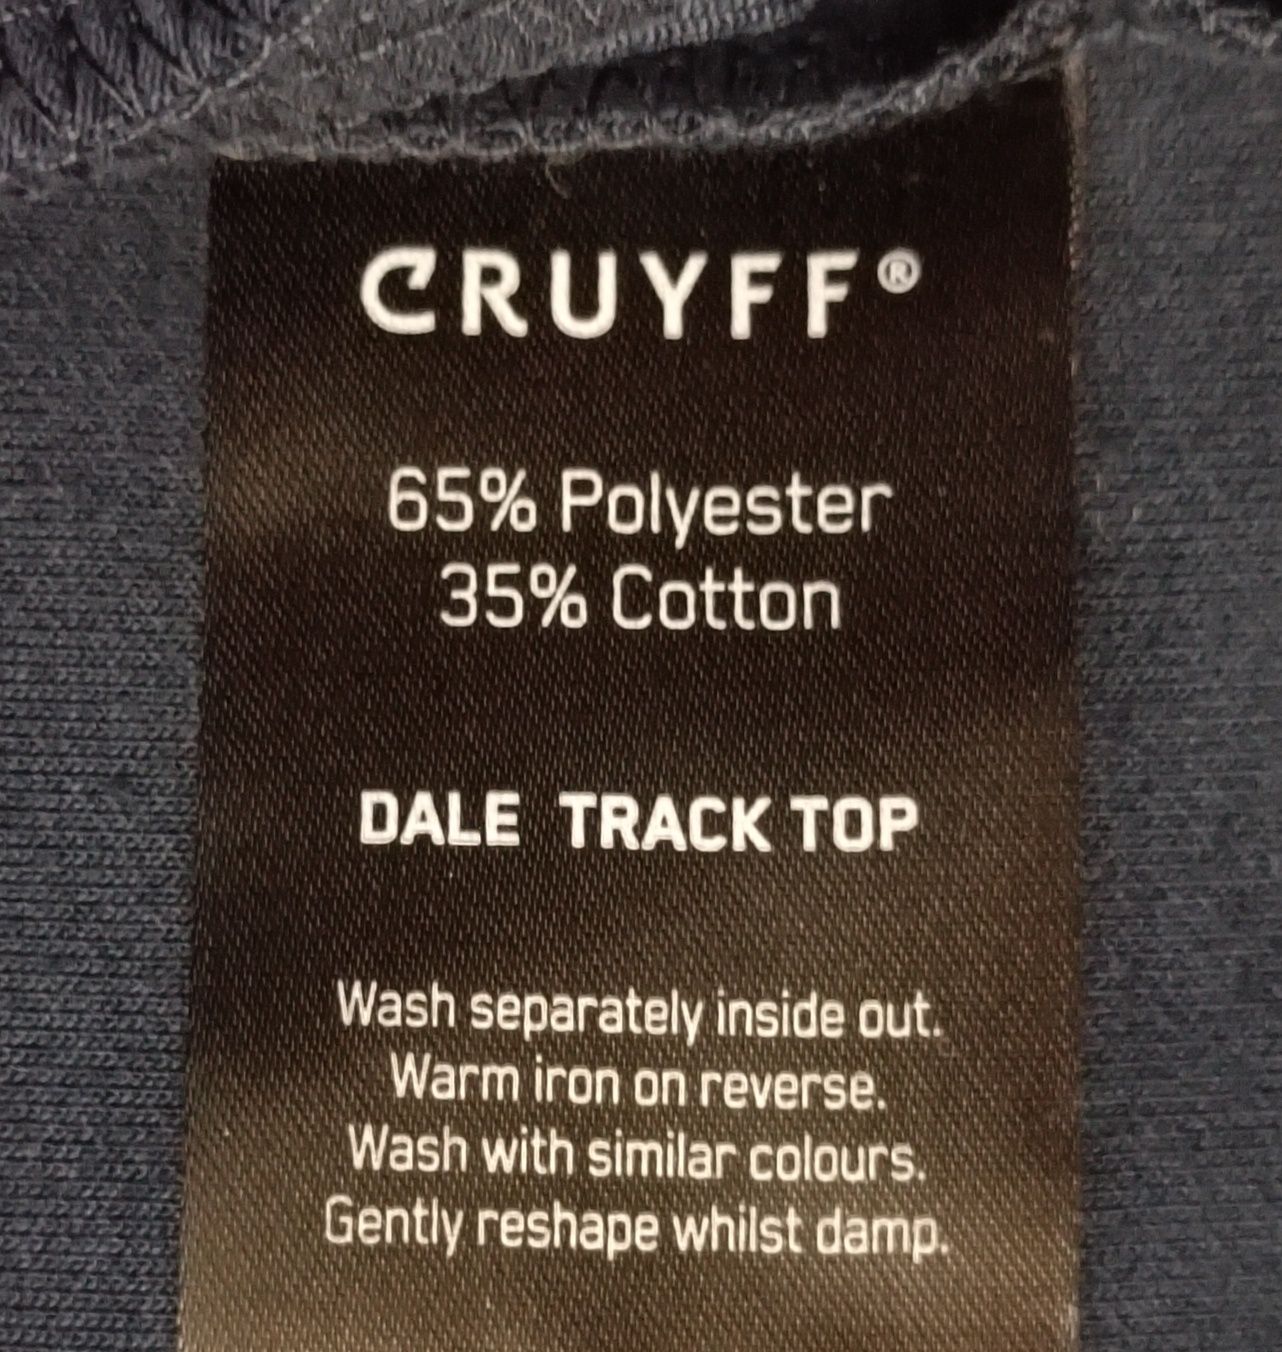 CRUYFF®
65% Polyester
35% Cotton
DALE TRACK TOP
Wash separately inside out.
Warm iron on reverse.
Wash with similar colours.
Gently reshape whilst damp.